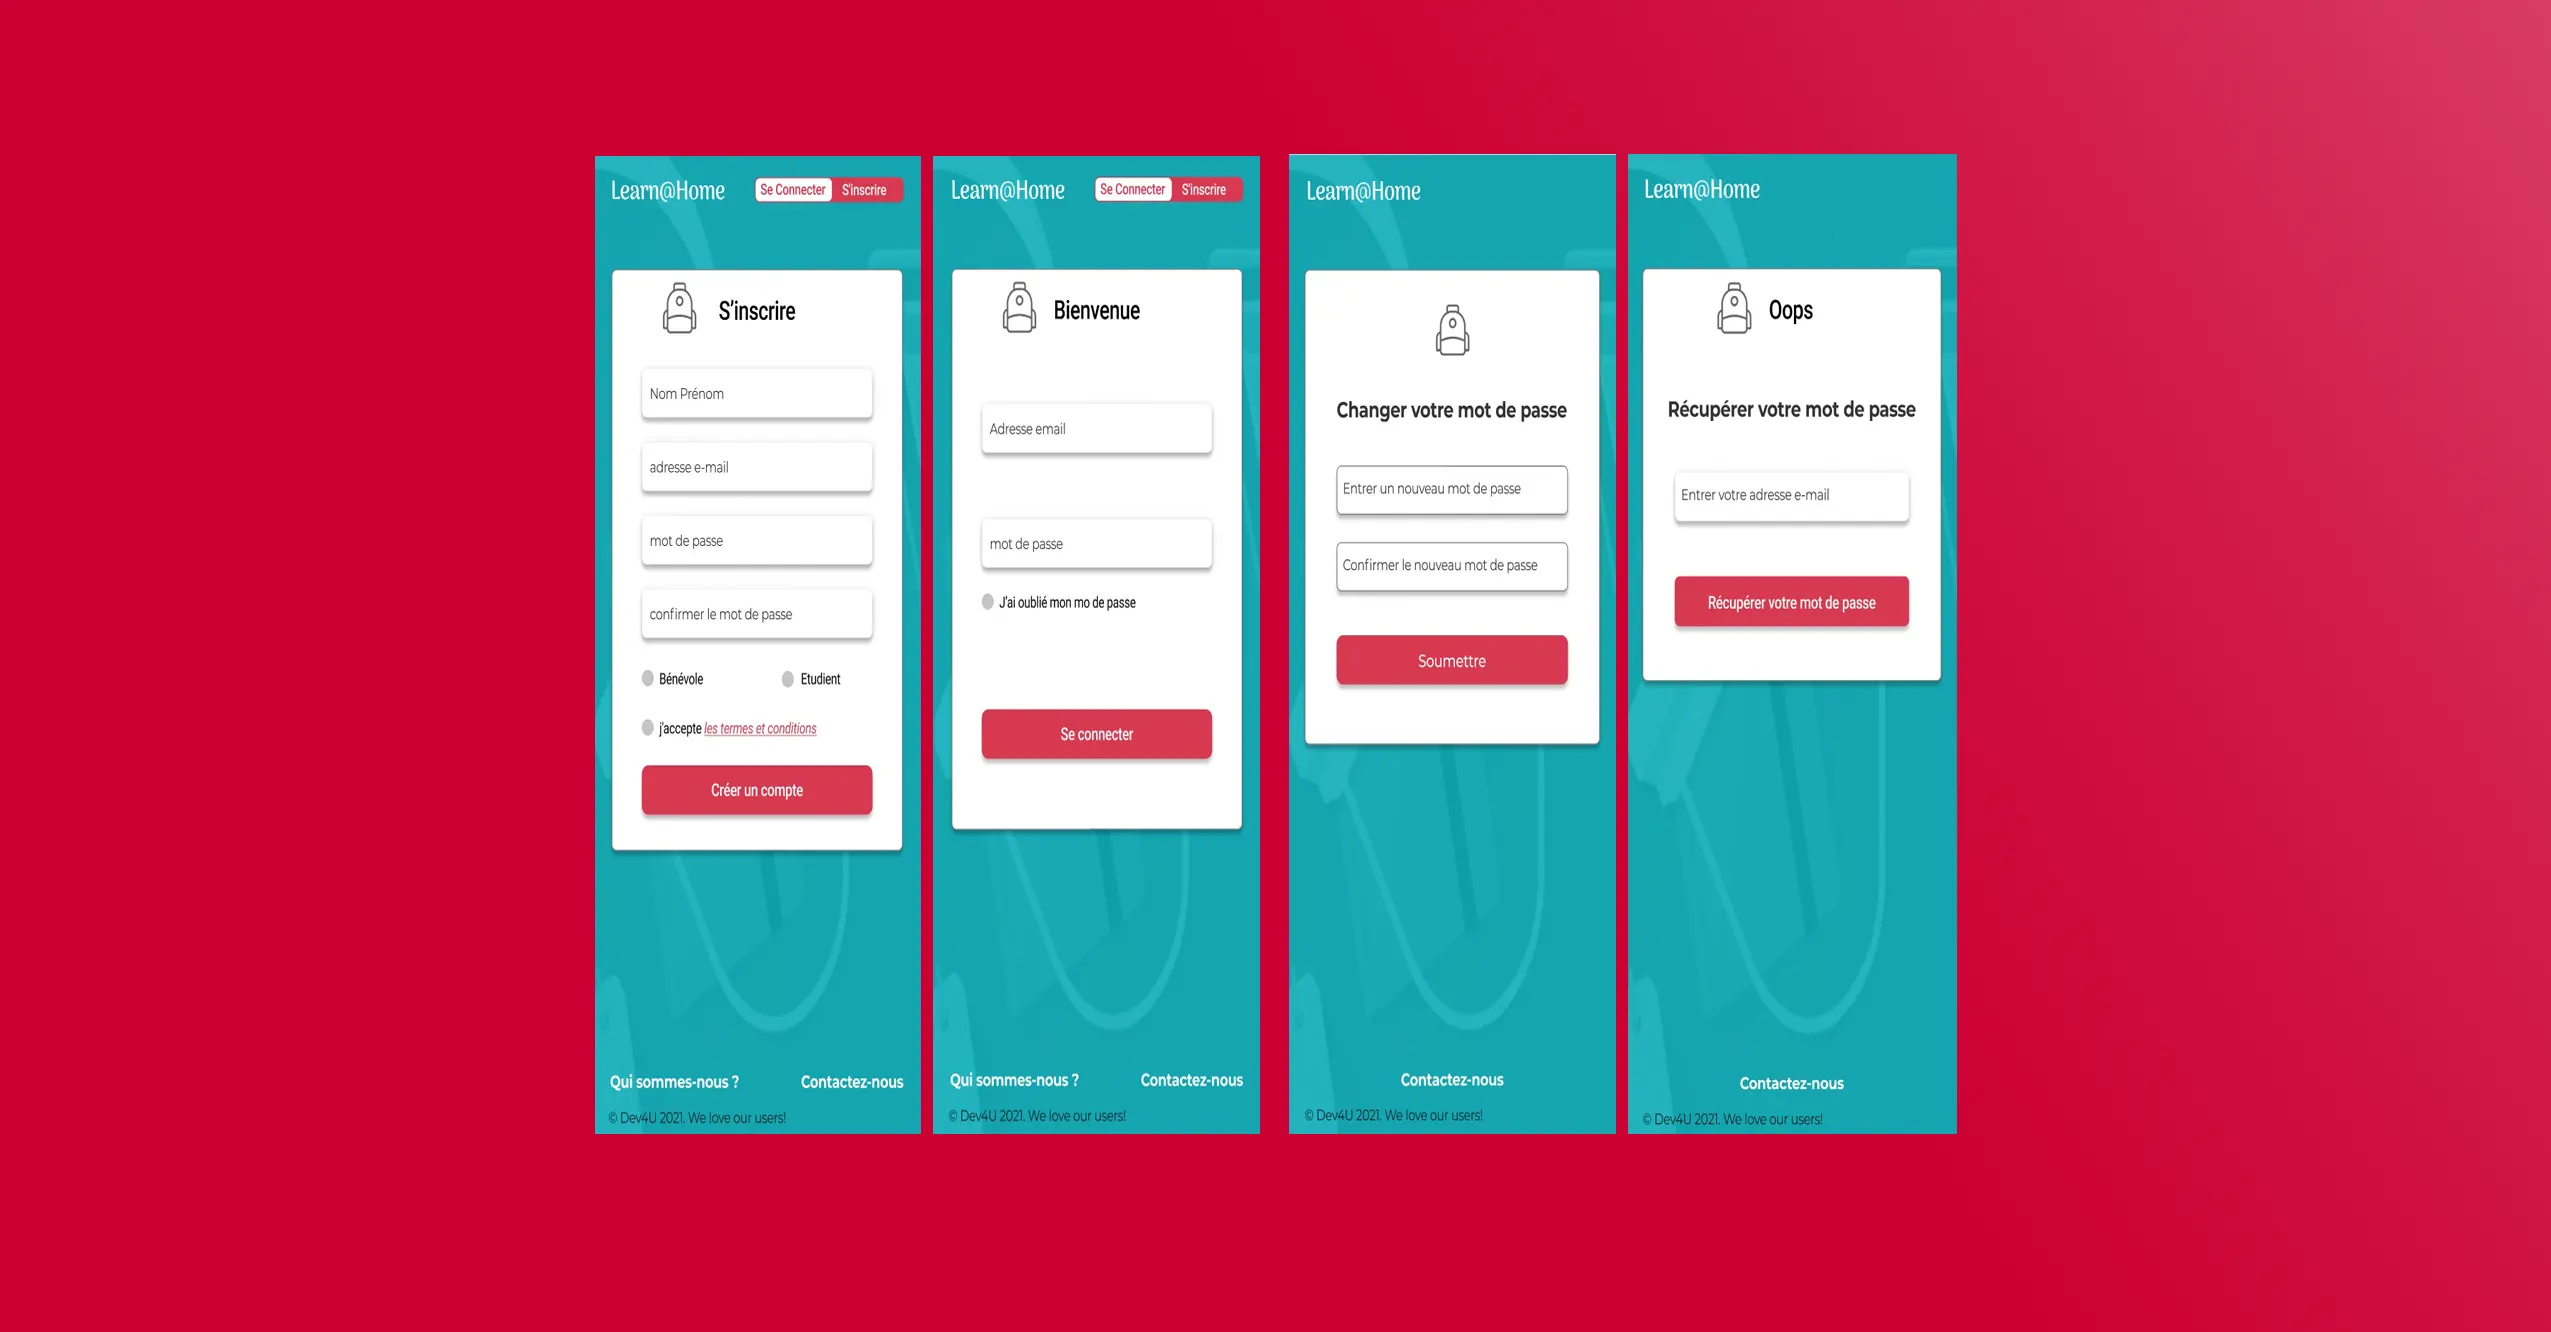 Learn@Home
Se Connecter S'inscrire
S'inscrire
Nom Prénom
adresse e-mail
mot de passe
confirmer le mot de passe
Bénévole Etudient
j'accepte les termes et conditions
Créer un compte
Qui sommes-nous ? Contactez-nous
© Dev4U 2021. We love our users!
Learn@Home
Se Connecter S'inscrire
Bienvenue
Adresse email
mot de passe
J'ai oublié mon mo de passe
Se connecter
Qui sommes-nous ? Contactez-nous
© Dev4U 2021. We love our users!
Learn@Home
Changer votre mot de passe
Entrer un nouveau mot de passe
Confirmer le nouveau mot de passe
Soumettre
Contactez-nous
© Dev4U 2021. We love our users!
Learn@Home
Oops
Récupérer votre mot de passe
Entrer votre adresse e-mail
Récupérer votre mot de passe
Contactez-nous
© Dev4U 2021. We love our users!